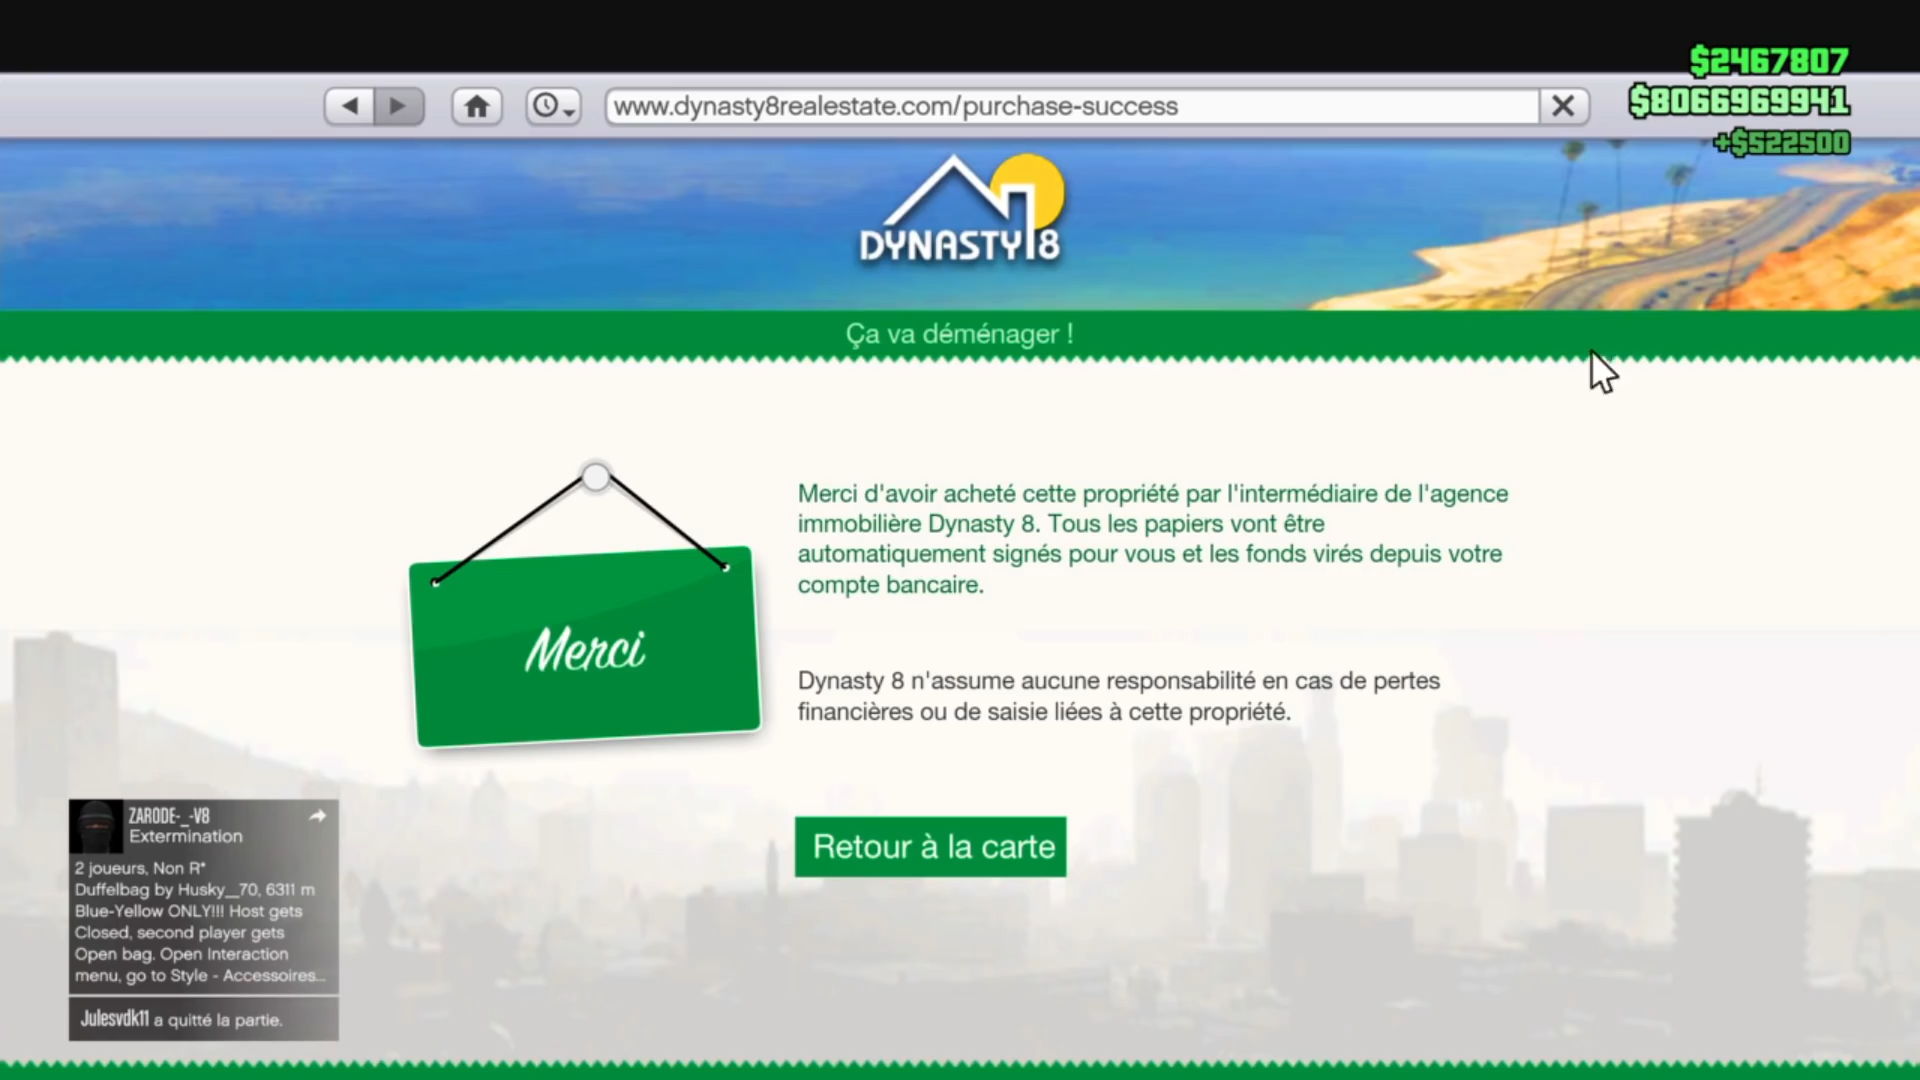 $2467807
www.dynasty8realestate.com/purchase-success
$8066969941
+$522500
DYNASTY 8
Ça va déménager !
Merci d'avoir acheté cette propriété par l'intermédiaire de l'agence
immobilière Dynasty 8. Tous les papiers vont être
automatiquement signés pour vous et les fonds virés depuis votre
compte bancaire.
Merci
Dynasty 8 n'assume aucune responsabilité en cas de pertes
financières ou de saisie liées à cette propriété.
Retour à la carte
ZARODE-_-V8
Extermination
2 joueurs, Non R*
Duffelbag by Husky__70, 6311 m
Blue-Yellow ONLY!!! Host gets
Closed, second player gets
Open bag. Open Interaction
menu, go to Style - Accessoires...
Julesvdk11 a quitté la partie.